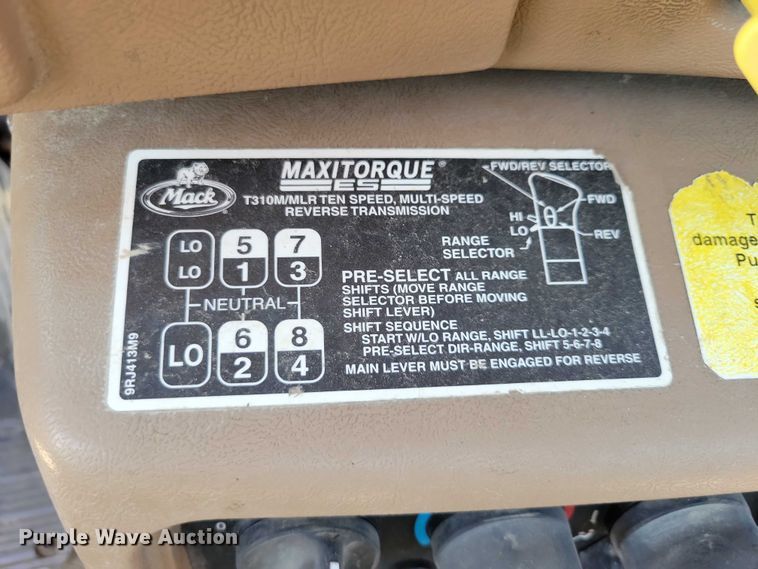 Mack
MAXITORQUE®
ES
T310M/MLR TEN SPEED, MULTI-SPEED
REVERSE TRANSMISSION
FWD/REV SELECTOR
FWD
HI
LO
REV
RANGE
SELECTOR
LO 5 7
LO 1 3
NEUTRAL
LO 6 8
2 4
PRE-SELECT ALL RANGE
SHIFTS (MOVE RANGE
SELECTOR BEFORE MOVING
SHIFT LEVER)
SHIFT SEQUENCE
START W/LO RANGE, SHIFT LL-LO-1-2-3-4
PRE-SELECT DIR-RANGE, SHIFT 5-6-7-8
MAIN LEVER MUST BE ENGAGED FOR REVERSE
9RJ413M9
damage
Pu
Purple Wave Auction